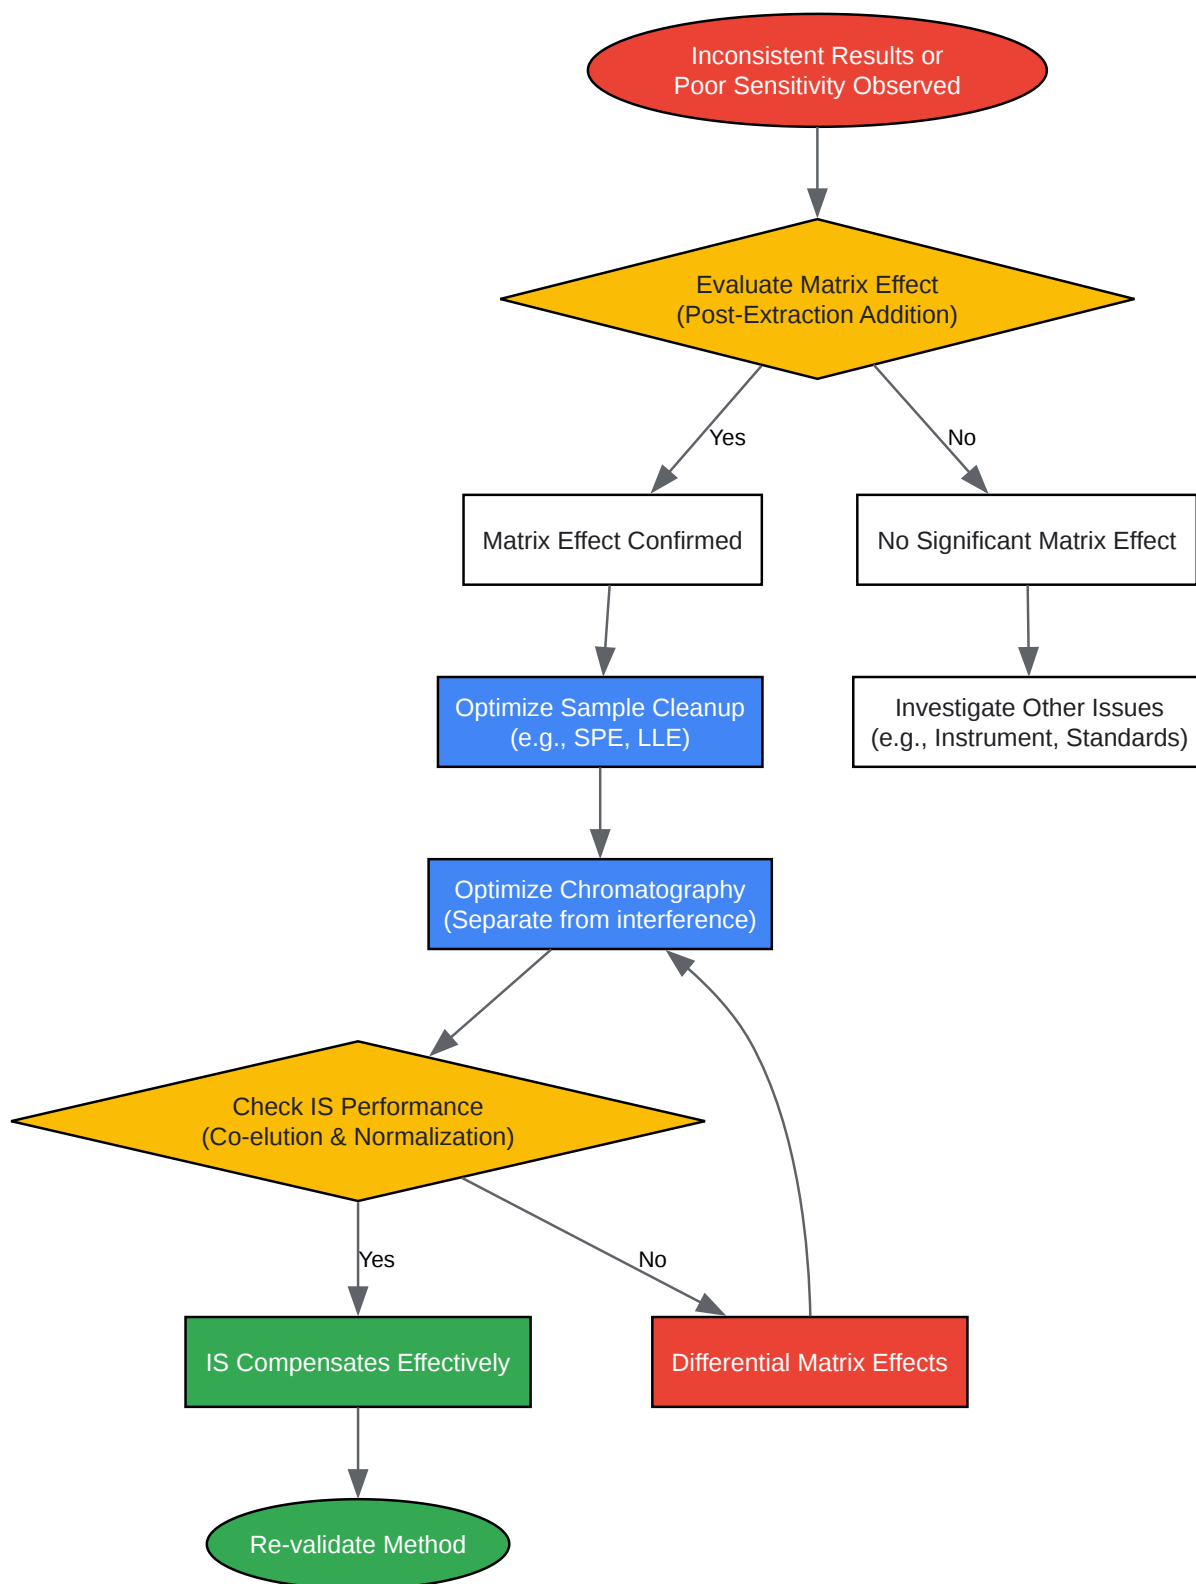 Inconsistent Results or
Poor Sensitivity Observed
Evaluate Matrix Effect
(Post-Extraction Addition)
Yes
No
Matrix Effect Confirmed
No Significant Matrix Effect
Optimize Sample Cleanup
(e.g., SPE, LLE)
Investigate Other Issues
(e.g., Instrument, Standards)
Optimize Chromatography
(Separate from interference)
Check IS Performance
(Co-elution & Normalization)
Yes
No
IS Compensates Effectively
Differential Matrix Effects
Re-validate Method